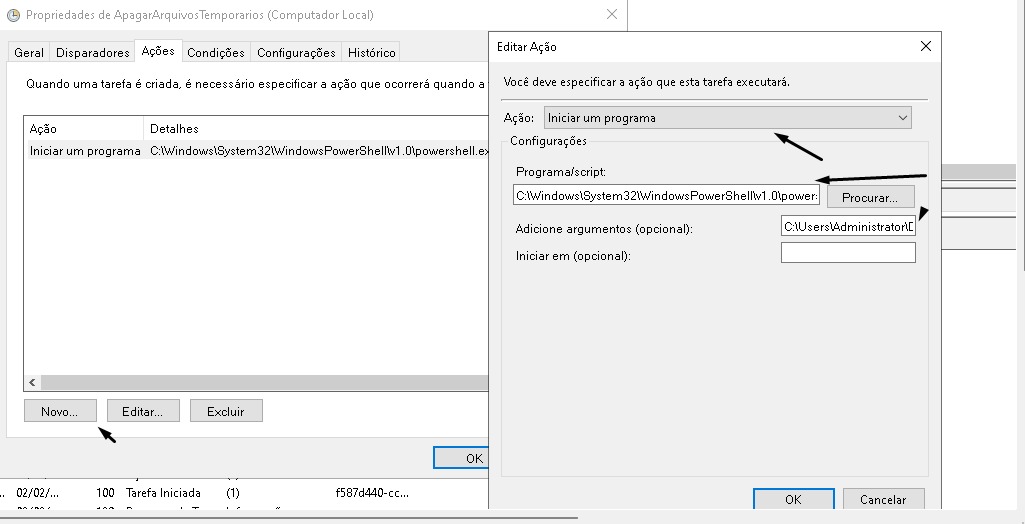 Propriedades de ApagarArquivosTemporarios (Computador Local)
Geral Disparadores Ações Condições Configurações Histórico
Quando uma tarefa é criada, é necessário especificar a ação que ocorrerá quando a
Ação Detalhes
Iniciar um programa C:\Windows\System32\WindowsPowerShell\v1.0\powershell.ex
Novo... Editar... Excluir
OK
02/02/... 100 Tarefa Iniciada (1) f587d440-cc...
Editar Ação
Você deve especificar a ação que esta tarefa executará.
Ação: Iniciar um programa
Configurações
Programa/script:
C:\Windows\System32\WindowsPowerShell\v1.0\power
Procurar...
Adicione argumentos (opcional): C:\Users\Administrator\D
Iniciar em (opcional):
OK Cancelar